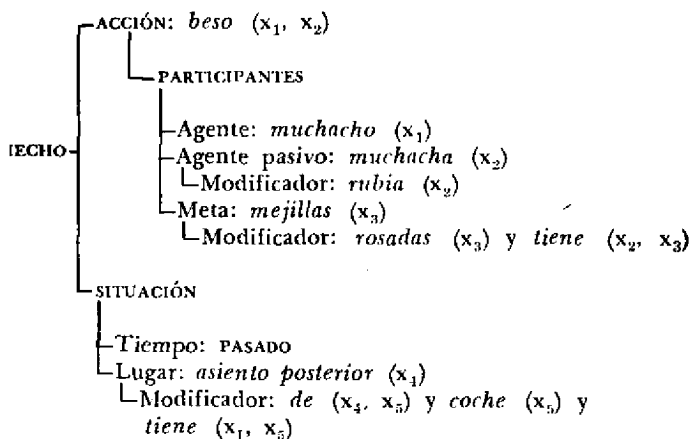 ACCIÓN: beso (x₁, x₂)
PARTICIPANTES
Agente: muchacho (x₁)
IECHO
Agente pasivo: muchacha (x₂)
Modificador: rubia (x₂)
Meta: mejillas (x₃)
Modificador: rosadas (x₃) y tiene (x₂, x₃)
SITUACIÓN
Tiempo: PASADO
Lugar: asiento posterior (x₄)
Modificador: de (x₄, x₅) y coche (x₅) y
tiene (x₁, x₅)